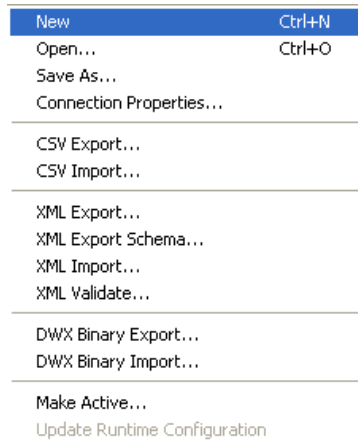 New Ctrl+N
Open... Ctrl+O
Save As...
Connection Properties...
CSV Export...
CSV Import...
XML Export...
XML Export Schema...
XML Import...
XML Validate...
DWX Binary Export...
DWX Binary Import...
Make Active...
Update Runtime Configuration